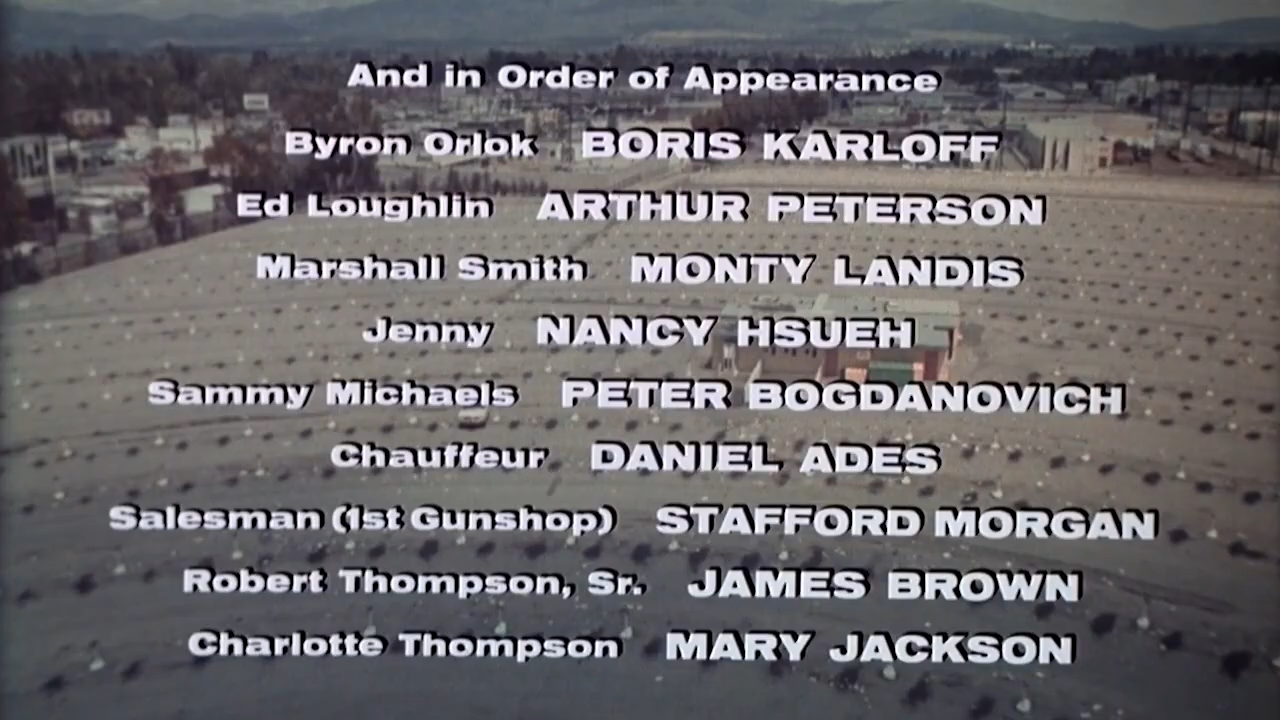 And in Order of Appearance
Byron Orlok BORIS KARLOFF
Ed Loughlin ARTHUR PETERSON
Marshall Smith MONTY LANDIS
Jenny NANCY HSUEH
Sammy Michaels PETER BOGDANOVICH
Chauffeur DANIEL ADES
Salesman (1st Gunshop) STAFFORD MORGAN
Robert Thompson, Sr. JAMES BROWN
Charlotte Thompson MARY JACKSON